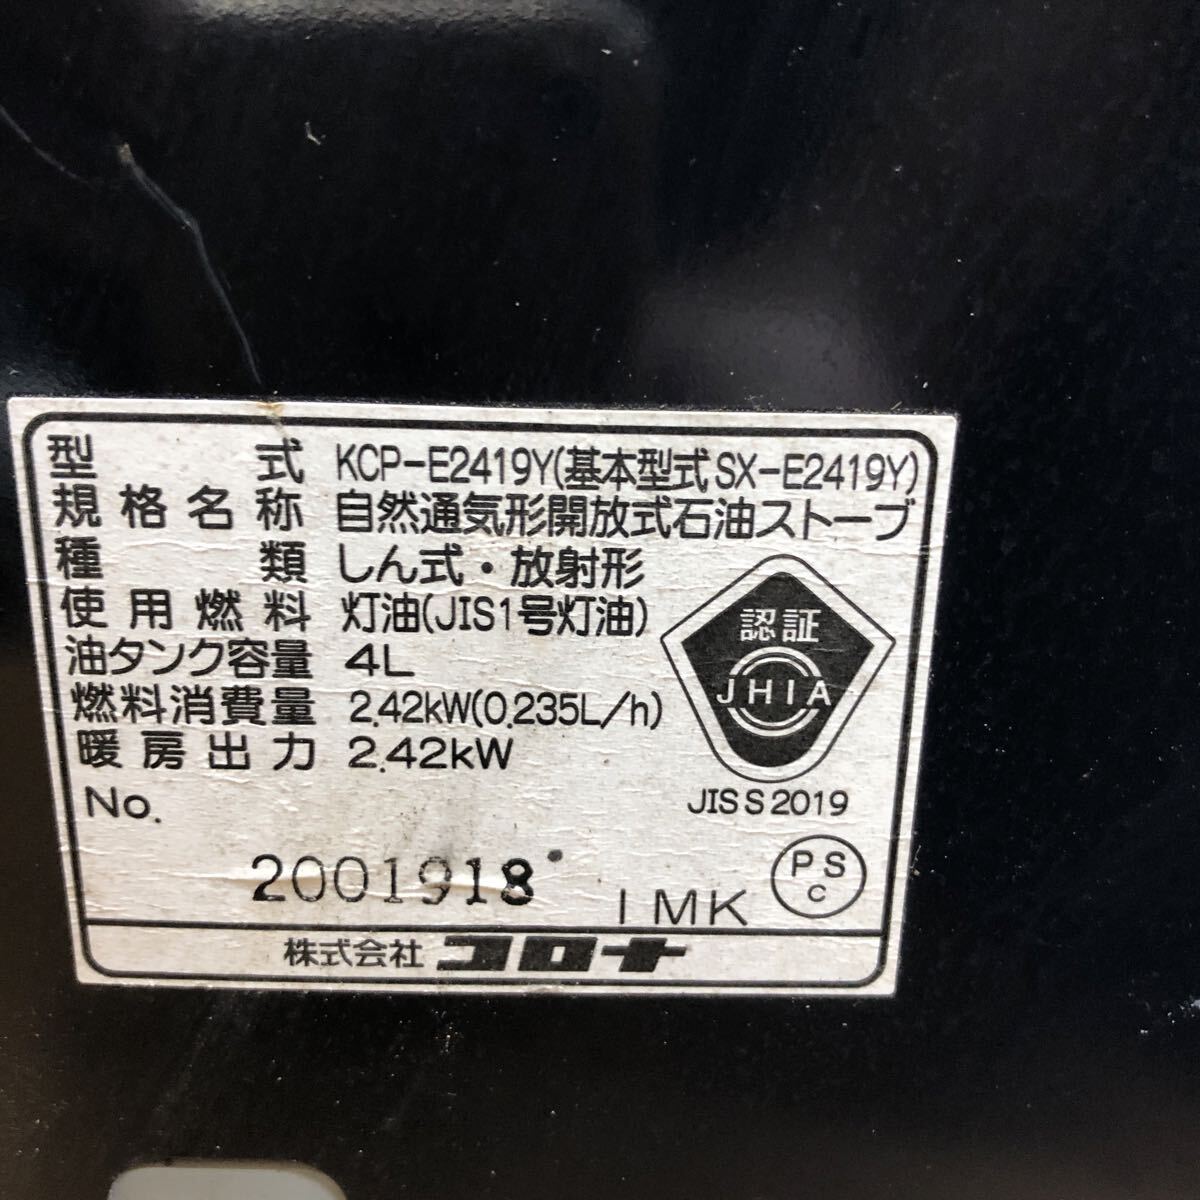 型式 KCP-E2419Y(基本型式SX-E2419Y)
規格名称 自然通気形開放式石油ストーブ
種類 しん式・放射形
使用燃料 灯油(JIS1号灯油)
油タンク容量 4L
燃料消費量 2.42kW(0.235L/h)
暖房出力 2.42kW
認証
JHIA
JIS S 2019
No.
2001918
IMK
PS
C
株式会社コロナ